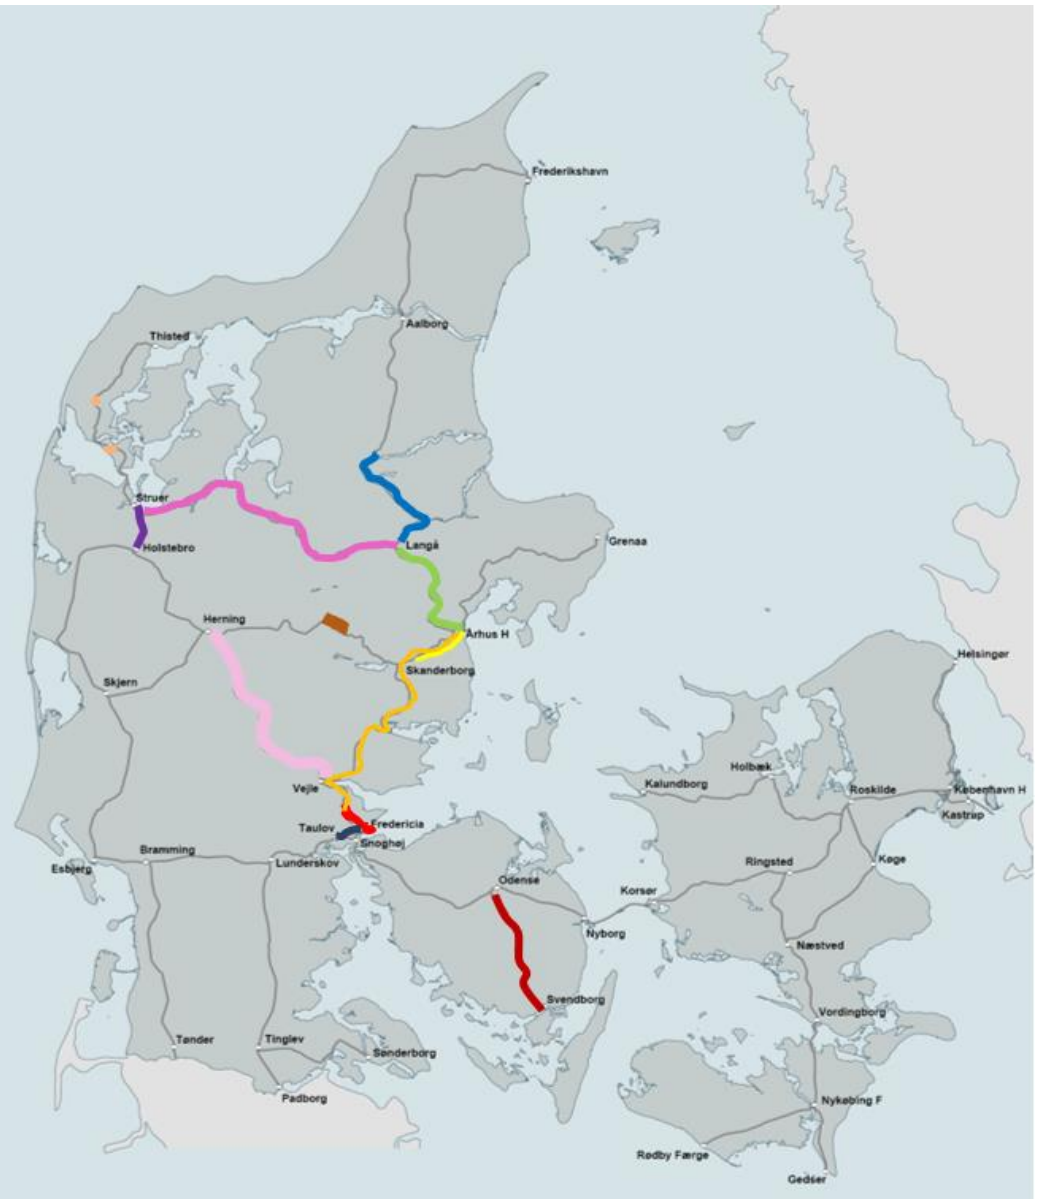 Frederikshavn
Aalborg
Thisted
Struer
Holstebro
Langå
Grenaa
Herning
Århus H
Skanderborg
Helsingør
Skjern
Holbæk
Kalundborg
Roskilde
København H
Kastrup
Vejle
Taulov
Fredericia
Snoghøj
Bramming
Lunderskov
Esbjerg
Ringsted
Køge
Odense
Korsør
Nyborg
Næstved
Svendborg
Vordingborg
Tønder
Tinglev
Sønderborg
Padborg
Nykøbing F
Rødby Færge
Gedser